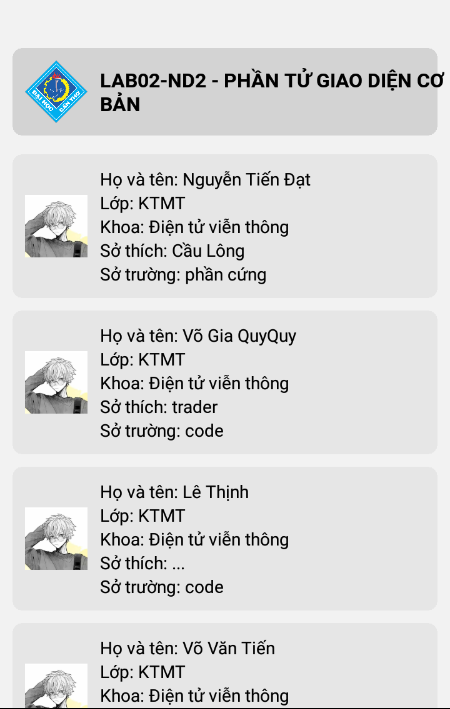 LAB02-ND2 - PHẦN TỬ GIAO DIỆN CƠ
BẢN
ĐẠI HỌC
CẦN THƠ
Họ và tên: Nguyễn Tiến Đạt
Lớp: KTMT
Khoa: Điện tử viễn thông
Sở thích: Cầu Lông
Sở trường: phần cứng
Họ và tên: Võ Gia QuyQuy
Lớp: KTMT
Khoa: Điện tử viễn thông
Sở thích: trader
Sở trường: code
Họ và tên: Lê Thịnh
Lớp: KTMT
Khoa: Điện tử viễn thông
Sở thích: ...
Sở trường: code
Họ và tên: Võ Văn Tiến
Lớp: KTMT
Khoa: Điện tử viễn thông